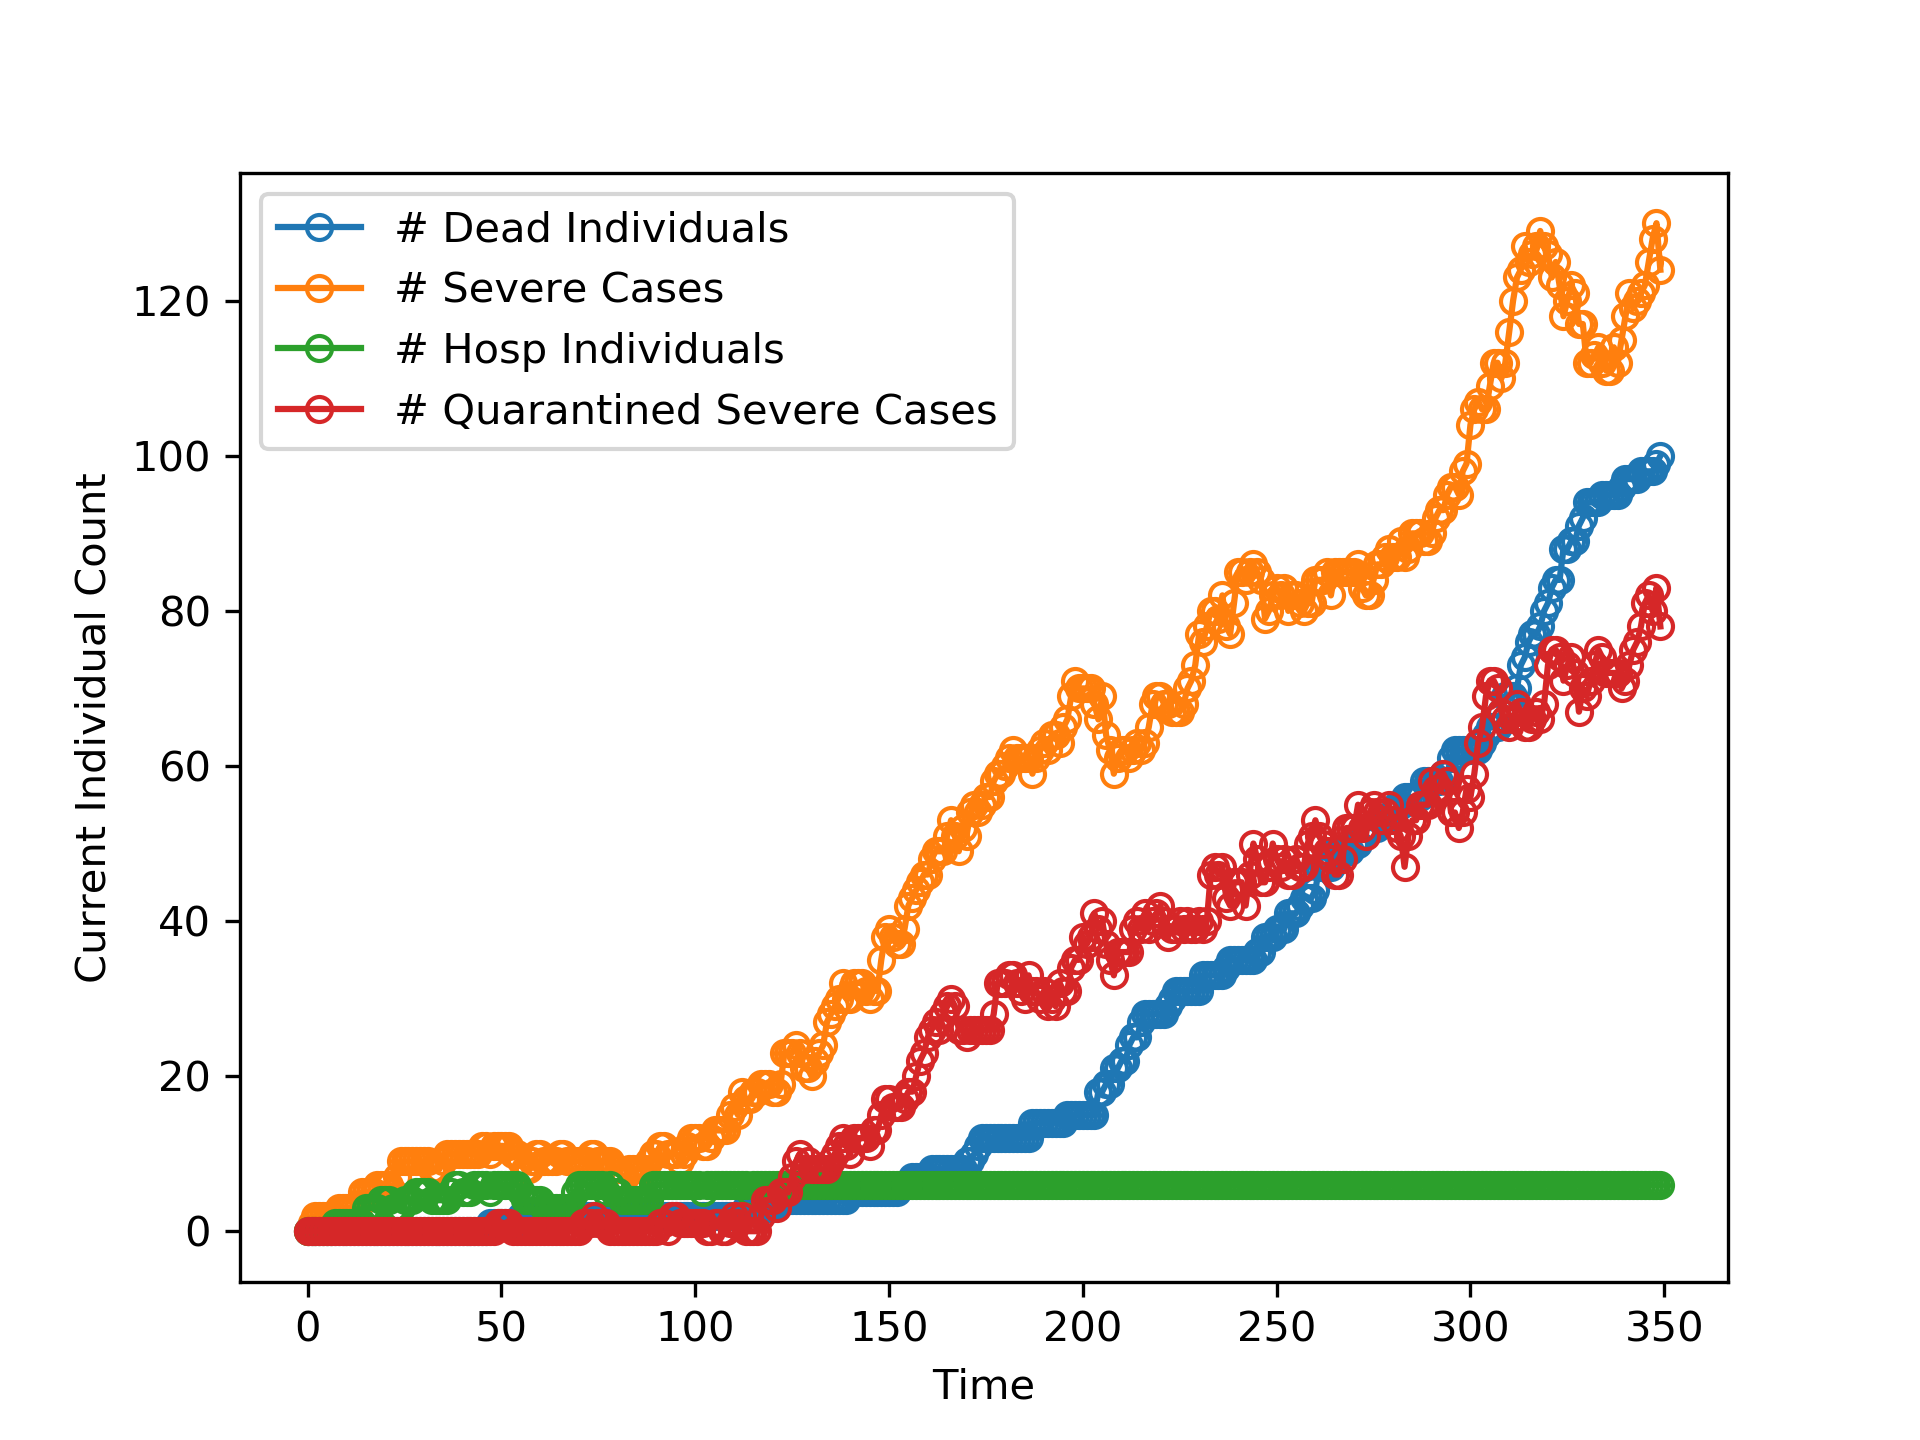 # Dead Individuals
# Severe Cases
# Hosp Individuals
# Quarantined Severe Cases
Current Individual Count
120
100
80
60
40
20
0
0 50 100 150 200 250 300 350
Time